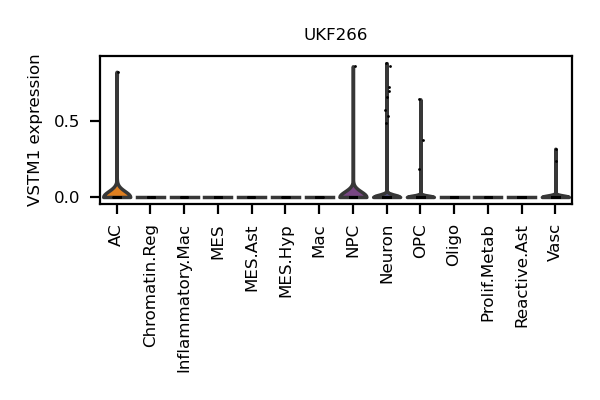 UKF266
VSTM1 expression
0.5
0.0
AC
Chromatin.Reg
Inflammatory.Mac
MES
MES.Ast
MES.Hyp
Mac
NPC
Neuron
OPC
Oligo
Prolif.Metab
Reactive.Ast
Vasc